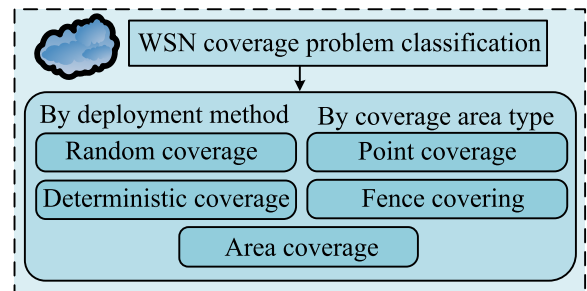 WSN coverage problem classification
By deployment method
Random coverage
Deterministic coverage
By coverage area type
Point coverage
Fence covering
Area coverage